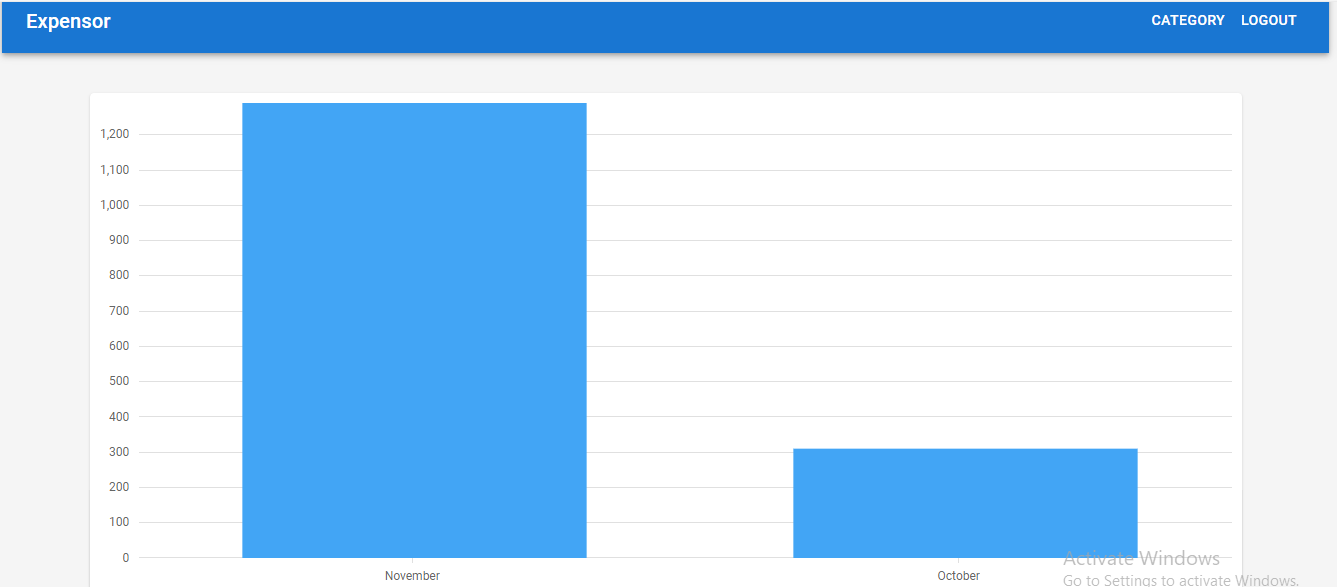 Expensor
CATEGORY LOGOUT
1,200
1,100
1,000
900
800
700
600
500
400
300
200
100
0
November October
Activate Windows
Go to Settings to activate Windows.